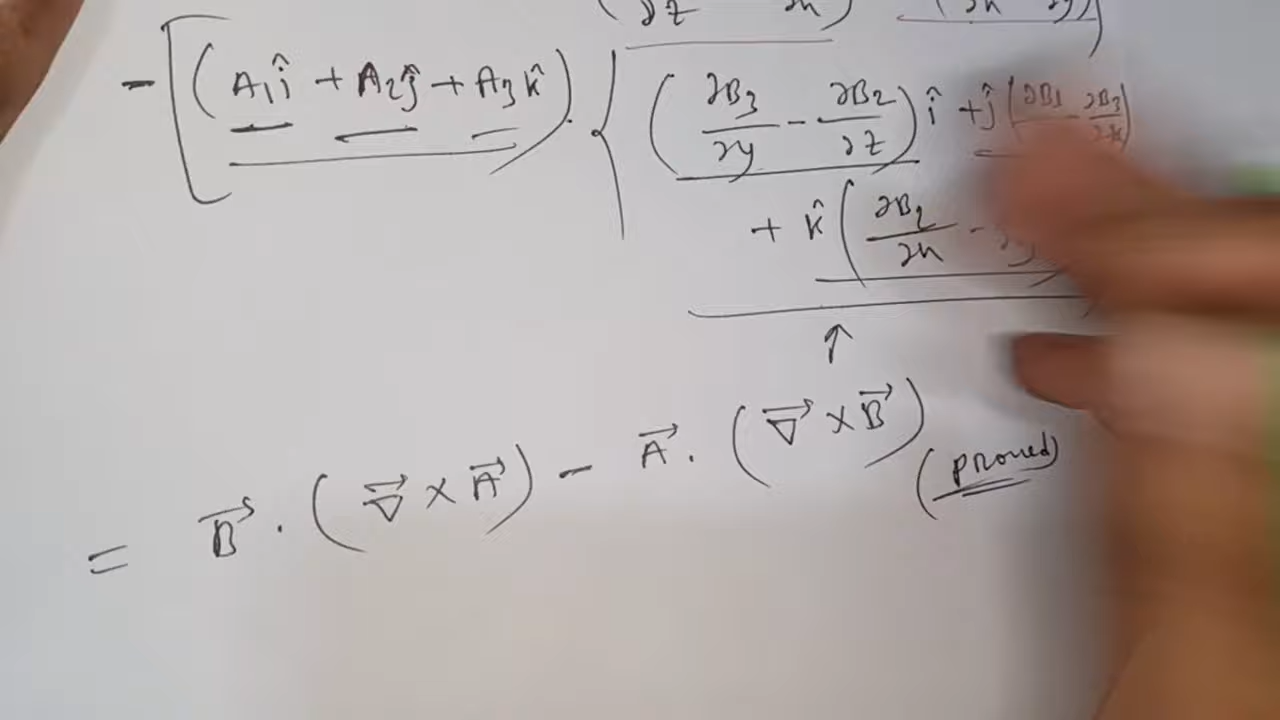 ∂z ∂x ) ∂x ∂y )
- [ (A₁î + A₂ĵ + A₃k̂) · { (∂B₃/∂y - ∂B₂/∂z) î + ĵ (∂B₁ - ∂B₃/∂x)
+ k̂ (∂B₂/∂x - ∂y
↑
= B⃗ · (∇⃗ × A⃗) - A⃗ · (∇⃗ × B⃗) (proved)